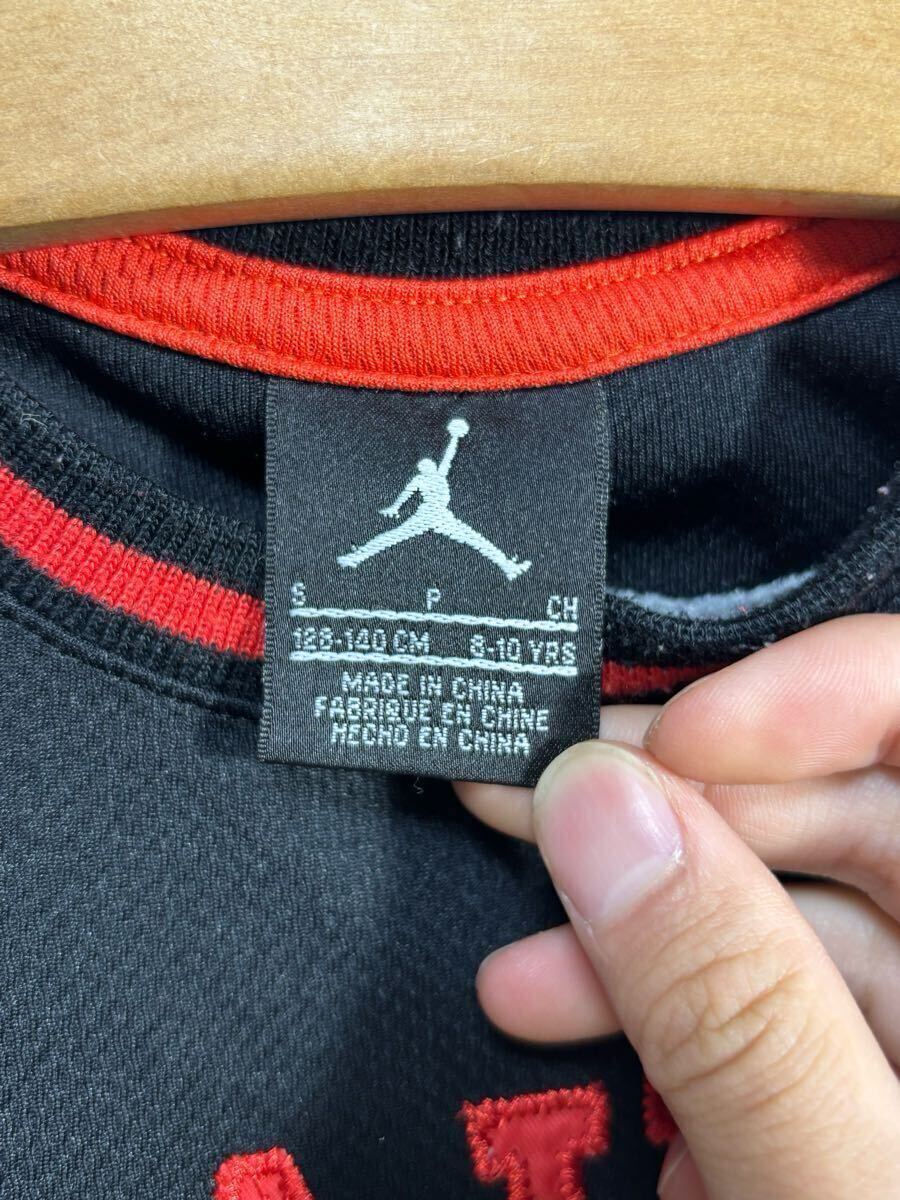 S P CH
128-140 CM 8-10 YRS
MADE IN CHINA
FABRIQUE EN CHINE
HECHO EN CHINA